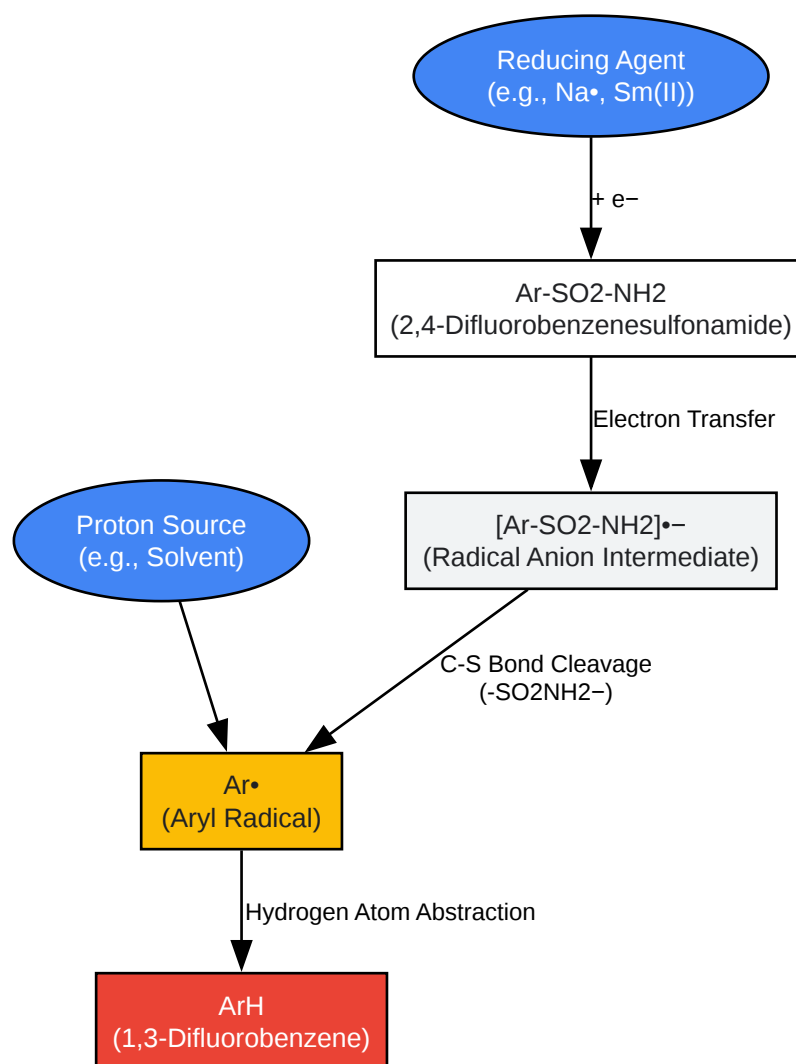 Reducing Agent
(e.g., Na•, Sm(II))
+ e−
Ar-SO2-NH2
(2,4-Difluorobenzenesulfonamide)
Electron Transfer
Proton Source
(e.g., Solvent)
[Ar-SO2-NH2]•−
(Radical Anion Intermediate)
C-S Bond Cleavage
(-SO2NH2−)
Ar•
(Aryl Radical)
Hydrogen Atom Abstraction
ArH
(1,3-Difluorobenzene)